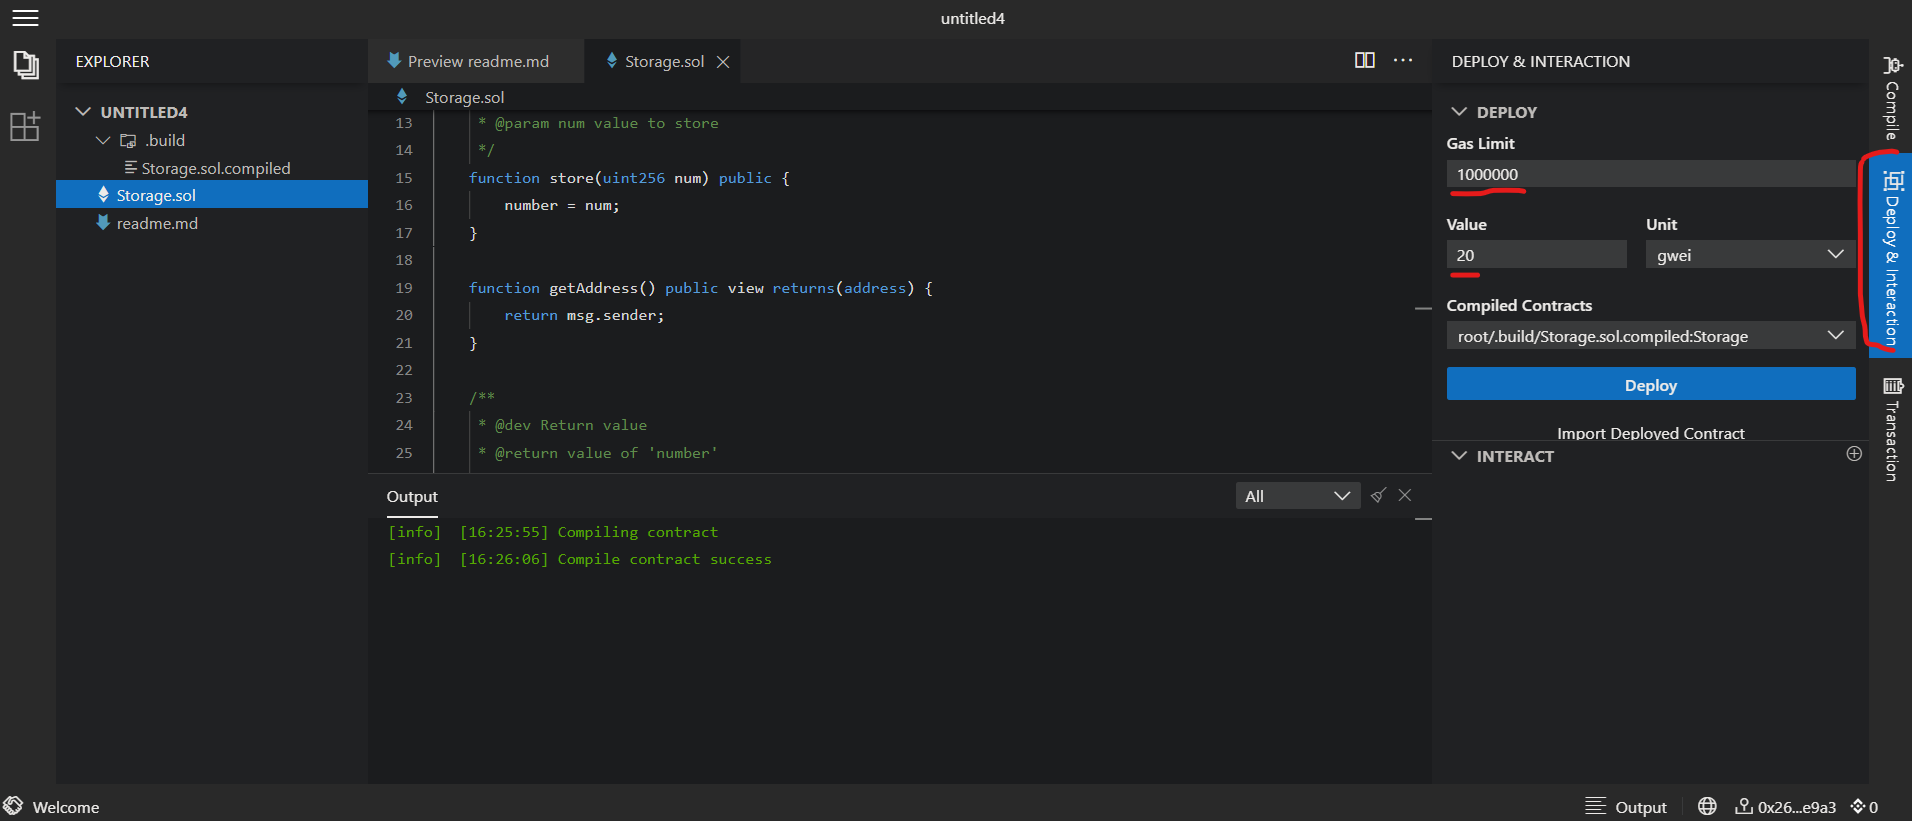 untitled4
EXPLORER
UNTITLED4
.build
Storage.sol.compiled
Storage.sol
readme.md
Preview readme.md
Storage.sol
Storage.sol
13 * @param num value to store
14 */
15 function store(uint256 num) public {
16 number = num;
17 }
18
19 function getAddress() public view returns(address) {
20 return msg.sender;
21 }
22
23 /**
24 * @dev Return value
25 * @return value of 'number'
Output
All
[info] [16:25:55] Compiling contract
[info] [16:26:06] Compile contract success
DEPLOY & INTERACTION
DEPLOY
Gas Limit
1000000
Value Unit
20 gwei
Compiled Contracts
root/.build/Storage.sol.compiled:Storage
Deploy
Import Deployed Contract
INTERACT
Compile
Deploy & Interaction
Transaction
Welcome
Output
0x26...e9a3
0